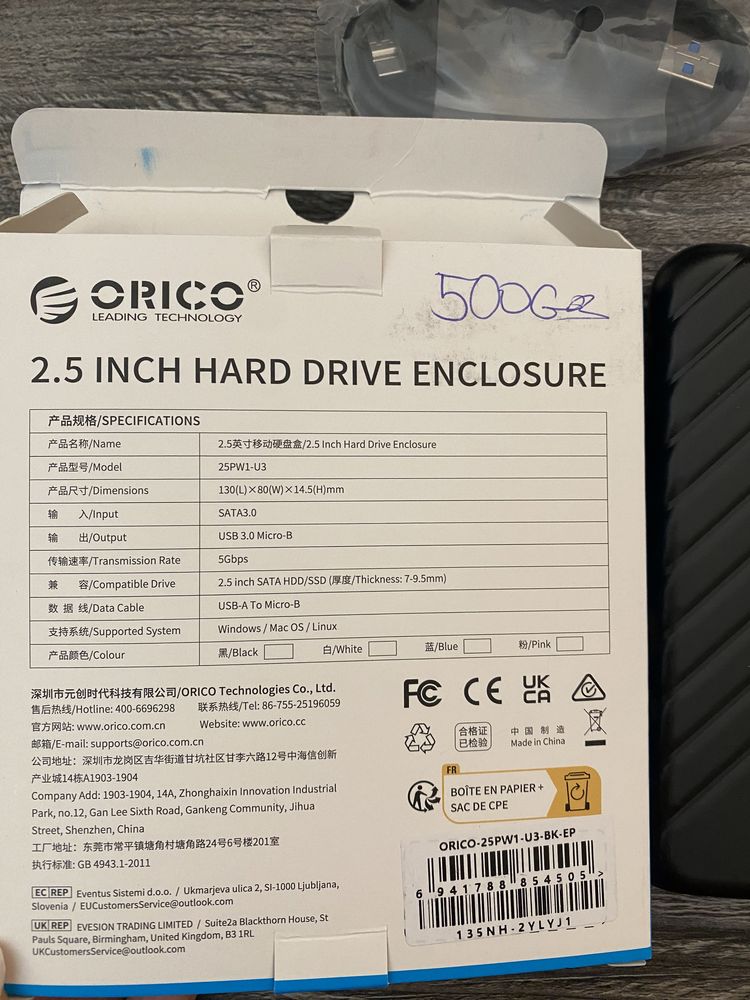 ORICO®
LEADING TECHNOLOGY
500G
2.5 INCH HARD DRIVE ENCLOSURE
产品规格/SPECIFICATIONS
产品名称/Name 2.5英寸移动硬盘盒/2.5 Inch Hard Drive Enclosure
产品型号/Model 25PW1-U3
产品尺寸/Dimensions 130(L)×80(W)×14.5(H)mm
输 入/Input SATA3.0
输 出/Output USB 3.0 Micro-B
传输速率/Transmission Rate 5Gbps
兼 容/Compatible Drive 2.5 inch SATA HDD/SSD (厚度/Thickness: 7-9.5mm)
数 据 线/Data Cable USB-A To Micro-B
支持系统/Supported System Windows / Mac OS / Linux
产品颜色/Colour 黑/Black 白/White 蓝/Blue 粉/Pink
深圳市元创时代科技有限公司/ORICO Technologies Co., Ltd.
售后热线/Hotline: 400-6696298 联系热线/Tel: 86-755-25196059
官方网站: www.orico.com.cn Website: www.orico.cc
邮箱/E-mail: supports@orico.com.cn
公司地址: 深圳市龙岗区吉华街道甘坑社区甘李六路12号中海信创新
产业城14栋A1903-1904
Company Add: 1903-1904, 14A, Zhonghaixin Innovation Industrial
Park, no.12, Gan Lee Sixth Road, Gankeng Community, Jihua
Street, Shenzhen, China
工厂地址: 东莞市常平镇塘角村塘角路24号6号楼201室
执行标准: GB 4943.1-2011
EC REP Eventus Sistemi d.o.o. / Ukmarjeva ulica 2, SI-1000 Ljubljana,
Slovenia / EUCustomersService@outlook.com
UK REP EVESION TRADING LIMITED / Suite2a Blackthorn House, St
Pauls Square, Birmingham, United Kingdom, B3 1RL
UKCustomersService@outlook.com
FC CE UK
CA
合格证
已检验
中国制造
Made in China
FR
BOÎTE EN PAPIER +
SAC DE CPE
ORICO-25PW1-U3-BK-EP
6 941788 854505 >
135NH-2YLYJ1